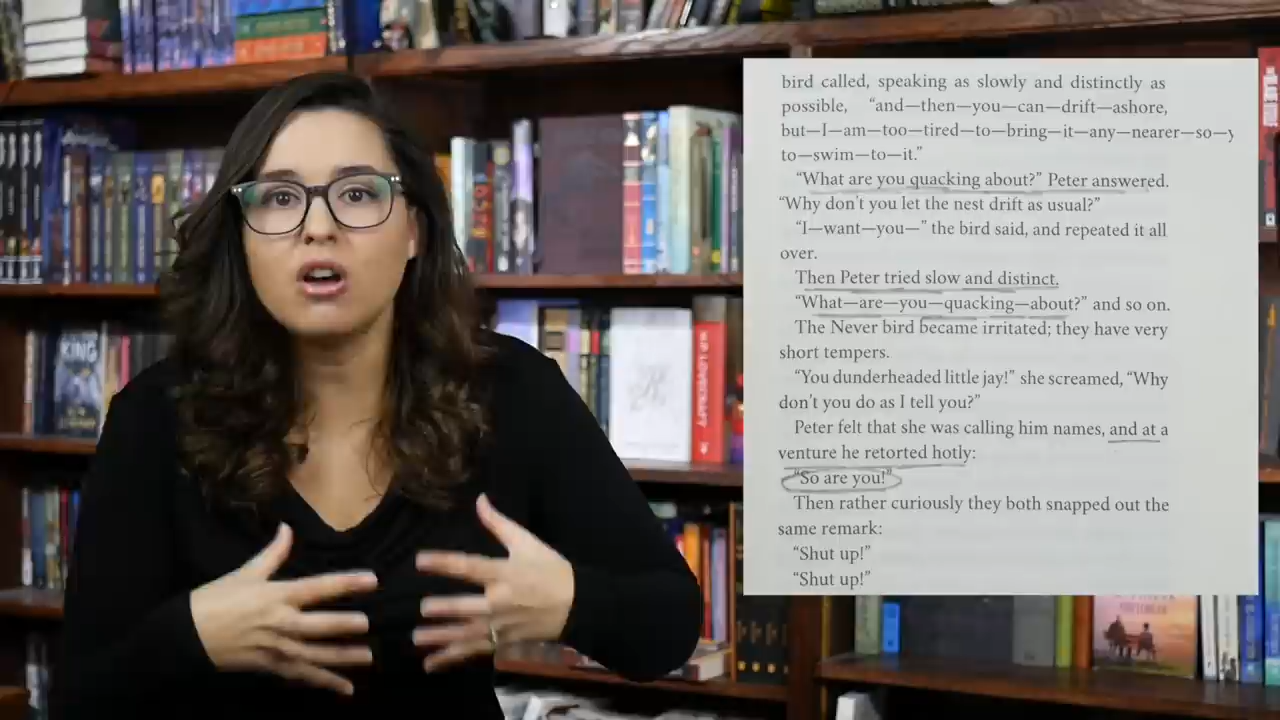 bird called, speaking as slowly and distinctly as
possible, “and—then—you—can—drift—ashore,
but—I—am—too—tired—to—bring—it—any—nearer—so—y
to—swim—to—it.”
“What are you quacking about?” Peter answered.
“Why don't you let the nest drift as usual?”
“I—want—you—” the bird said, and repeated it all
over.
Then Peter tried slow and distinct.
“What—are—you—quacking—about?” and so on.
The Never bird became irritated; they have very
short tempers.
“You dunderheaded little jay!” she screamed, “Why
don't you do as I tell you?”
Peter felt that she was calling him names, and at a
venture he retorted hotly:
“So are you!”
Then rather curiously they both snapped out the
same remark:
“Shut up!”
“Shut up!”
KING